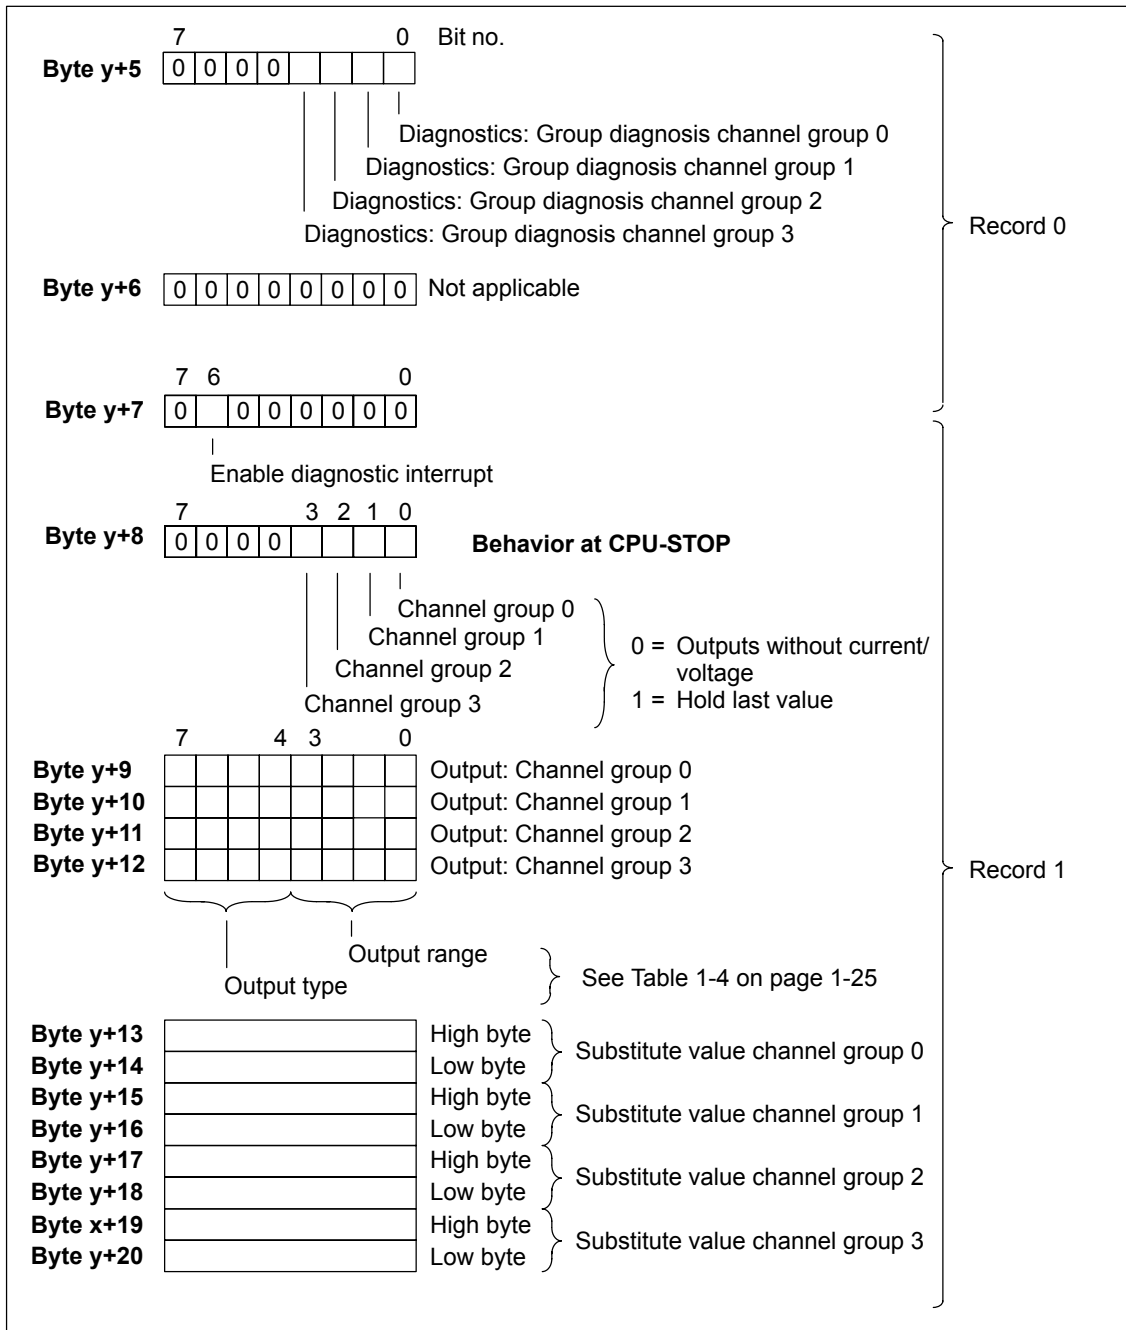 7 0 Bit no.
Byte y+5 0 0 0 0
Diagnostics: Group diagnosis channel group 0
Diagnostics: Group diagnosis channel group 1
Diagnostics: Group diagnosis channel group 2
Diagnostics: Group diagnosis channel group 3
Record 0
Byte y+6 0 0 0 0 0 0 0 0 Not applicable
7 6 0
Byte y+7 0 0 0 0 0 0 0
Enable diagnostic interrupt
7 3 2 1 0
Byte y+8 0 0 0 0 Behavior at CPU-STOP
Channel group 0
Channel group 1
Channel group 2
Channel group 3
0 = Outputs without current/
voltage
1 = Hold last value
7 4 3 0
Byte y+9 Output: Channel group 0
Byte y+10 Output: Channel group 1
Byte y+11 Output: Channel group 2
Byte y+12 Output: Channel group 3
Record 1
Output range
Output type
See Table 1-4 on page 1-25
Byte y+13 High byte
Byte y+14 Low byte
Substitute value channel group 0
Byte y+15 High byte
Byte y+16 Low byte
Substitute value channel group 1
Byte y+17 High byte
Byte y+18 Low byte
Substitute value channel group 2
Byte x+19 High byte
Byte y+20 Low byte
Substitute value channel group 3